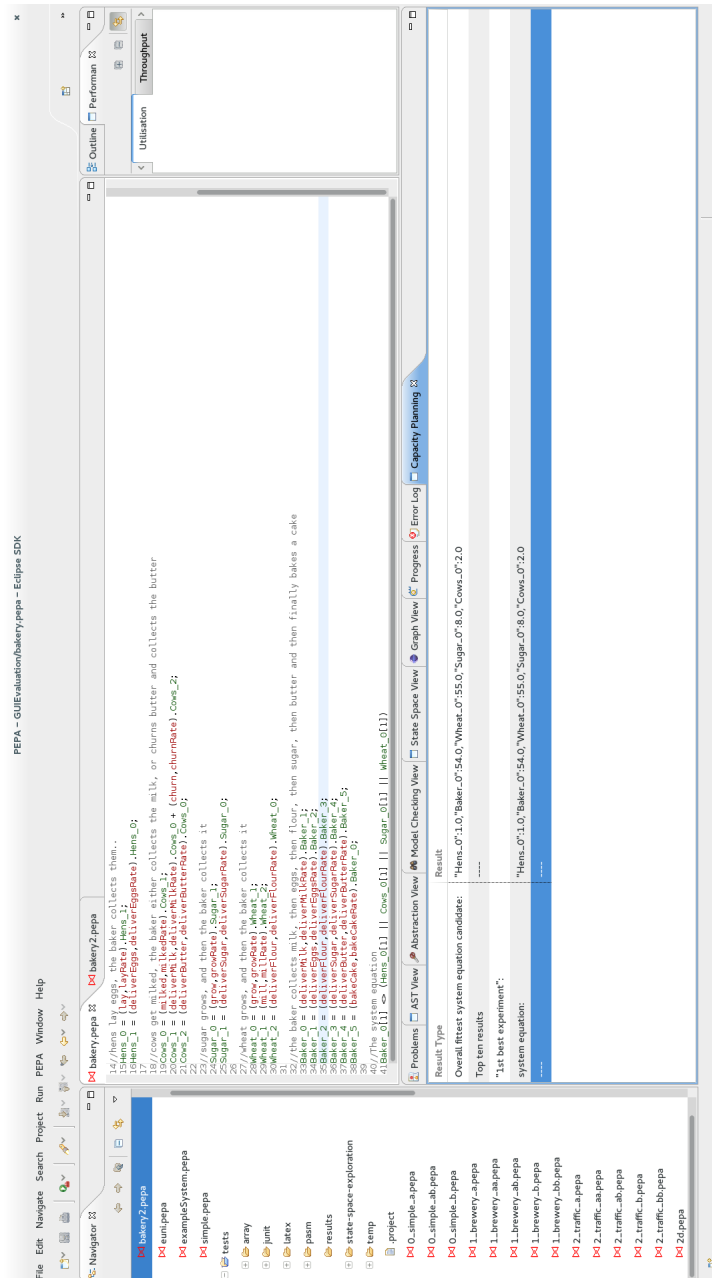 PEPA – GUIEvaluation/bakery.pepa – Eclipse SDK
File Edit Navigate Search Project Run PEPA Window Help
Navigator
bakery2.pepa
euni.pepa
exampleSystem.pepa
simple.pepa
tests
array
junit
latex
pasm
results
state-space-exploration
temp
.project
0_simple_a.pepa
0_simple_ab.pepa
0_simple_b.pepa
1_brewery_a.pepa
1_brewery_aa.pepa
1_brewery_ab.pepa
1_brewery_b.pepa
1_brewery_bb.pepa
2_traffic_a.pepa
2_traffic_aa.pepa
2_traffic_ab.pepa
2_traffic_b.pepa
2_traffic_bb.pepa
2d.pepa
bakery.pepa bakery2.pepa
14//hens lay eggs, the baker collects them..
15Hens_0 = (lay,layRate).Hens_1;
16Hens_1 = (deliverEggs,deliverEggsRate).Hens_0;
17
18//cows get milked, the baker either collects the milk, or churns butter and collects the butter
19Cows_0 = (milked,milkedRate).Cows_1;
20Cows_1 = (deliverMilk,deliverMilkRate).Cows_0 + (churn,churnRate).Cows_2;
21Cows_2 = (deliverButter,deliverButterRate).Cows_0;
22
23//sugar grows, and then the baker collects it
24Sugar_0 = (grow,growRate).Sugar_1;
25Sugar_1 = (deliverSugar,deliverSugarRate).Sugar_0;
26
27//wheat grows, and then the baker collects it
28Wheat_0 = (grow,growRate).Wheat_1;
29Wheat_1 = (mill,millRate).Wheat_2;
30Wheat_2 = (deliverFlour,deliverFlourRate).Wheat_0;
31
32//the baker collects milk, then eggs, then flour, then sugar, then butter and then finally bakes a cake
33Baker_0 = (deliverMilk,deliverMilkRate).Baker_1;
34Baker_1 = (deliverEggs,deliverEggsRate).Baker_2;
35Baker_2 = (deliverFlour,deliverFlourRate).Baker_3;
36Baker_3 = (deliverSugar,deliverSugarRate).Baker_4;
37Baker_4 = (deliverButter,deliverButterRate).Baker_5;
38Baker_5 = (bakeCake,bakeCakeRate).Baker_0;
39
40//The system equation
41Baker_0[1] <> (Hens_0[1] || Cows_0[1] || Sugar_0[1] || Wheat_0[1])
Outline Performan
Utilisation Throughput
Problems AST View Abstraction View Model Checking View State Space View Graph View Progress Error Log Capacity Planning
Result Type Result
Overall fittest system equation candidate: "Hens_0":1.0,"Baker_0":54.0,"Wheat_0":55.0,"Sugar_0":8.0,"Cows_0":2.0
Top ten results ----
"1st best experiment":
system equation: "Hens_0":1.0,"Baker_0":54.0,"Wheat_0":55.0,"Sugar_0":8.0,"Cows_0":2.0
---- ----